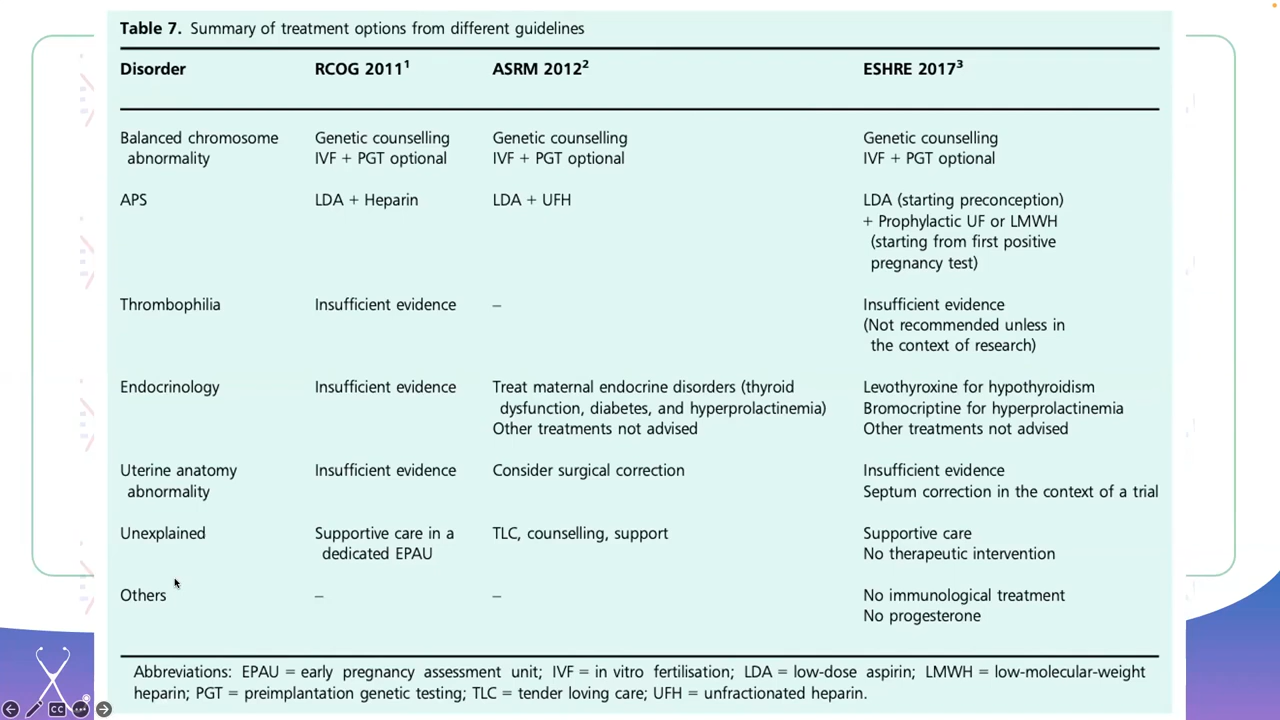 Table 7. Summary of treatment options from different guidelines
Disorder RCOG 2011¹ ASRM 2012² ESHRE 2017³
Balanced chromosome Genetic counselling Genetic counselling Genetic counselling
abnormality IVF + PGT optional IVF + PGT optional IVF + PGT optional
APS LDA + Heparin LDA + UFH LDA (starting preconception)
+ Prophylactic UF or LMWH
(starting from first positive
pregnancy test)
Thrombophilia Insufficient evidence – Insufficient evidence
(Not recommended unless in
the context of research)
Endocrinology Insufficient evidence Treat maternal endocrine disorders (thyroid Levothyroxine for hypothyroidism
dysfunction, diabetes, and hyperprolactinemia) Bromocriptine for hyperprolactinemia
Other treatments not advised Other treatments not advised
Uterine anatomy Insufficient evidence Consider surgical correction Insufficient evidence
abnormality Septum correction in the context of a trial
Unexplained Supportive care in a TLC, counselling, support Supportive care
dedicated EPAU No therapeutic intervention
Others – – No immunological treatment
No progesterone
Abbreviations: EPAU = early pregnancy assessment unit; IVF = in vitro fertilisation; LDA = low-dose aspirin; LMWH = low-molecular-weight
heparin; PGT = preimplantation genetic testing; TLC = tender loving care; UFH = unfractionated heparin.
CC